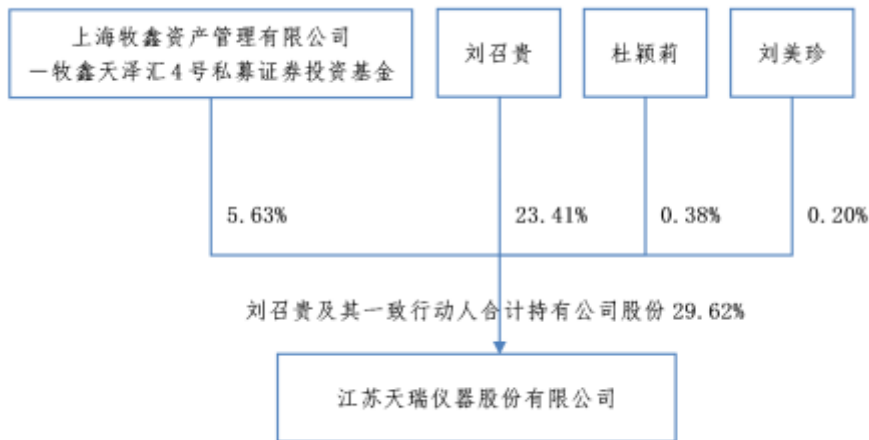 上海牧鑫资产管理有限公司
一牧鑫天泽汇4号私募证券投资基金
刘召贵
杜颖莉
刘美珍
5.63%
23.41%
0.38%
0.20%
刘召贵及其一致行动人合计持有公司股份29.62%
江苏天瑞仪器股份有限公司